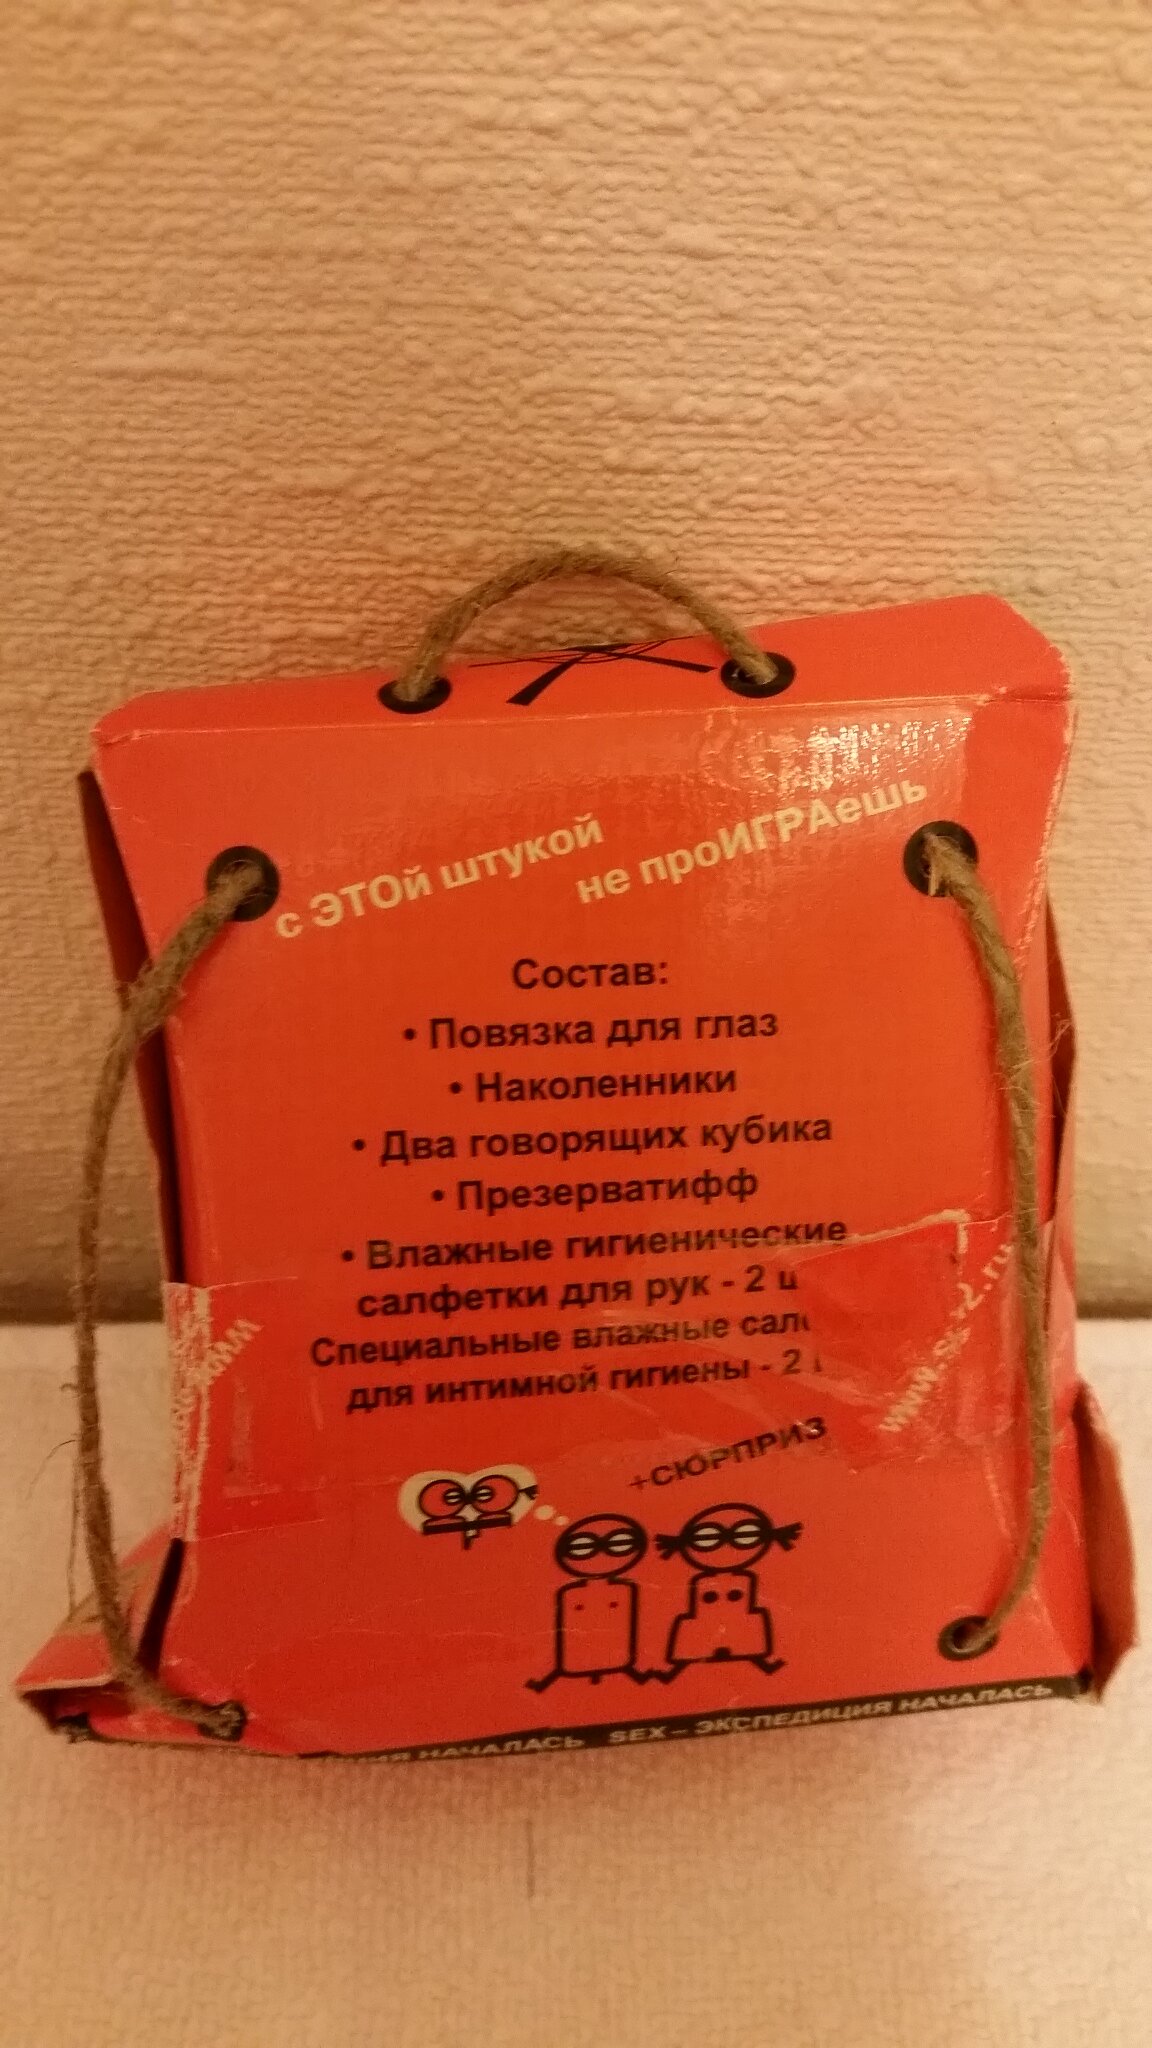 с ЭТОй штукой
не проИГРАешь
Состав:
• Повязка для глаз
• Наколенники
• Два говорящих кубика
• Презерватифф
• Влажные гигиенические
салфетки для рук - 2
Специальные влажные
для интимной гигиены - 2
+СЮРПРИЗ
НАЧАЛАСЬ SEX – ЭКСПЕДИЦИЯ НАЧАЛАСЬ